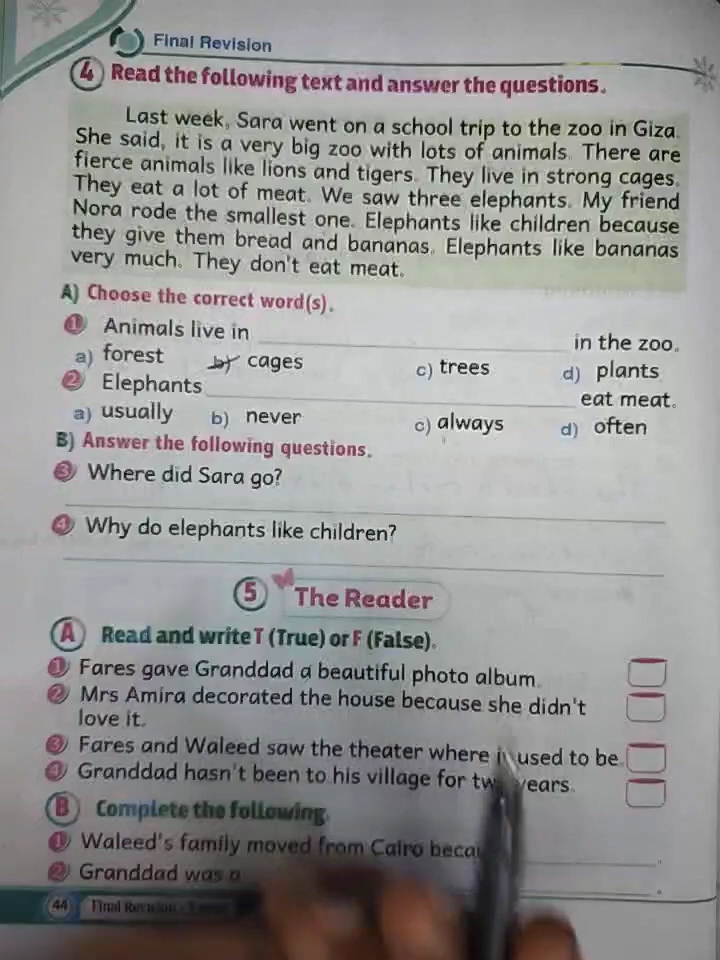 Final Revision
4 Read the following text and answer the questions.
Last week, Sara went on a school trip to the zoo in Giza.
She said, it is a very big zoo with lots of animals. There are
fierce animals like lions and tigers. They live in strong cages.
They eat a lot of meat. We saw three elephants. My friend
Nora rode the smallest one. Elephants like children because
they give them bread and bananas. Elephants like bananas
very much. They don't eat meat.
A) Choose the correct word(s).
1 Animals live in ______ in the zoo.
a) forest b) cages c) trees d) plants
2 Elephants ______ eat meat.
a) usually b) never c) always d) often
B) Answer the following questions.
3 Where did Sara go?
4 Why do elephants like children?
5 The Reader
A Read and write T (True) or F (False).
1 Fares gave Granddad a beautiful photo album.
2 Mrs Amira decorated the house because she didn't
love it.
3 Fares and Waleed saw the theater where it used to be.
4 Granddad hasn't been to his village for two years.
B Complete the following.
1 Waleed's family moved from Cairo ______.
2 Granddad was a ______.
44 Final Revision